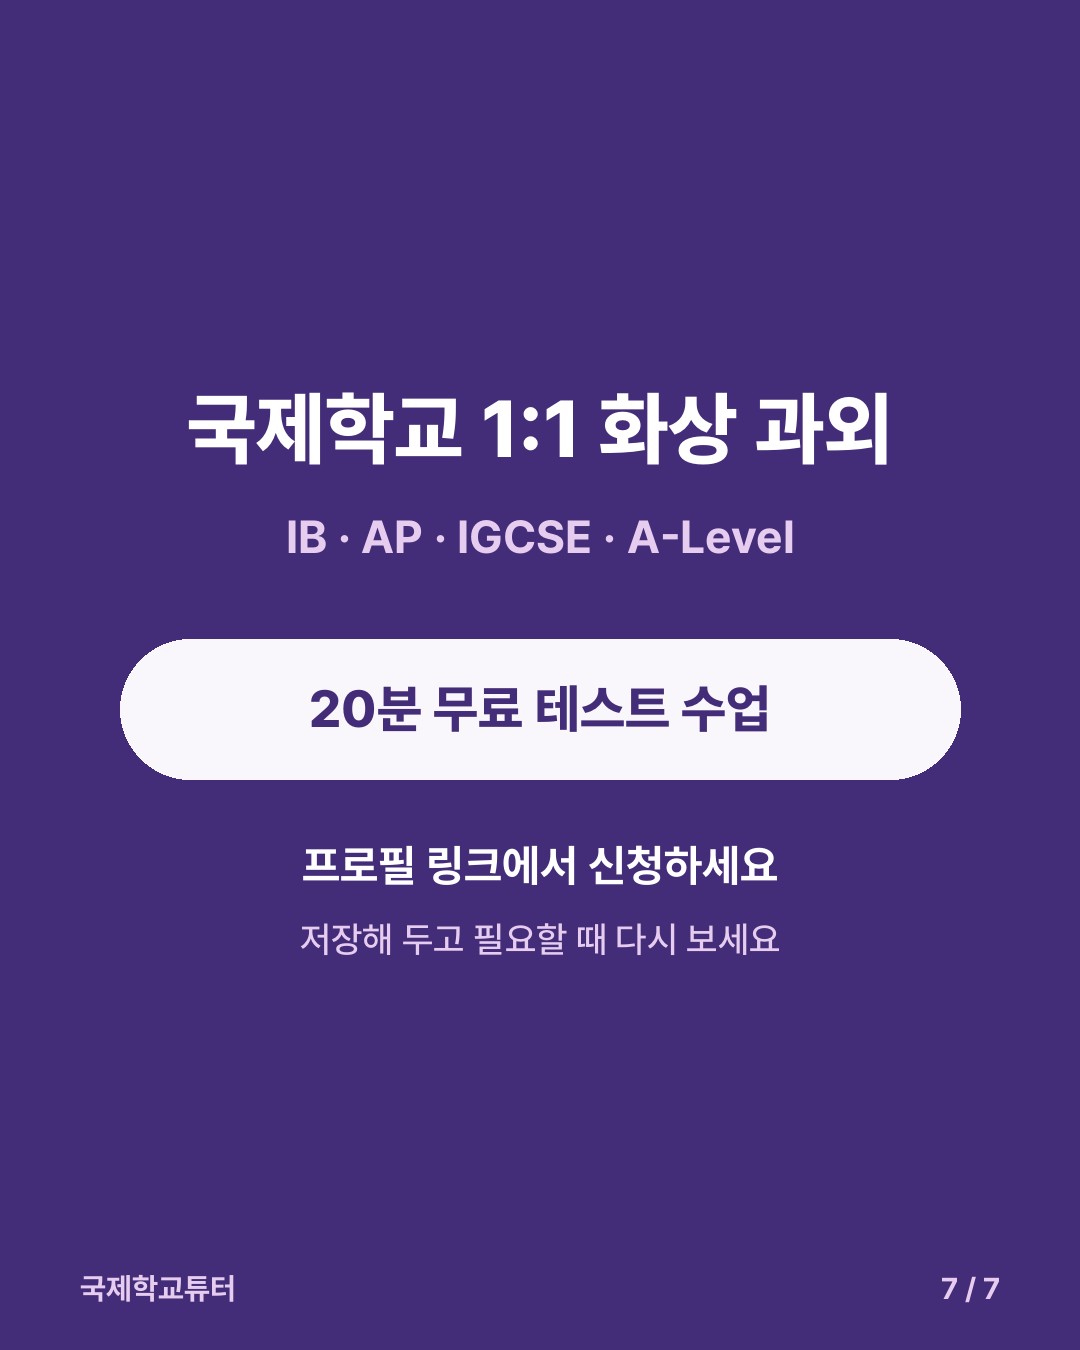 국제학교 1:1 화상 과외
IB · AP · IGCSE · A-Level
20분 무료 테스트 수업
프로필 링크에서 신청하세요
저장해 두고 필요할 때 다시 보세요
국제학교튜터
7 / 7